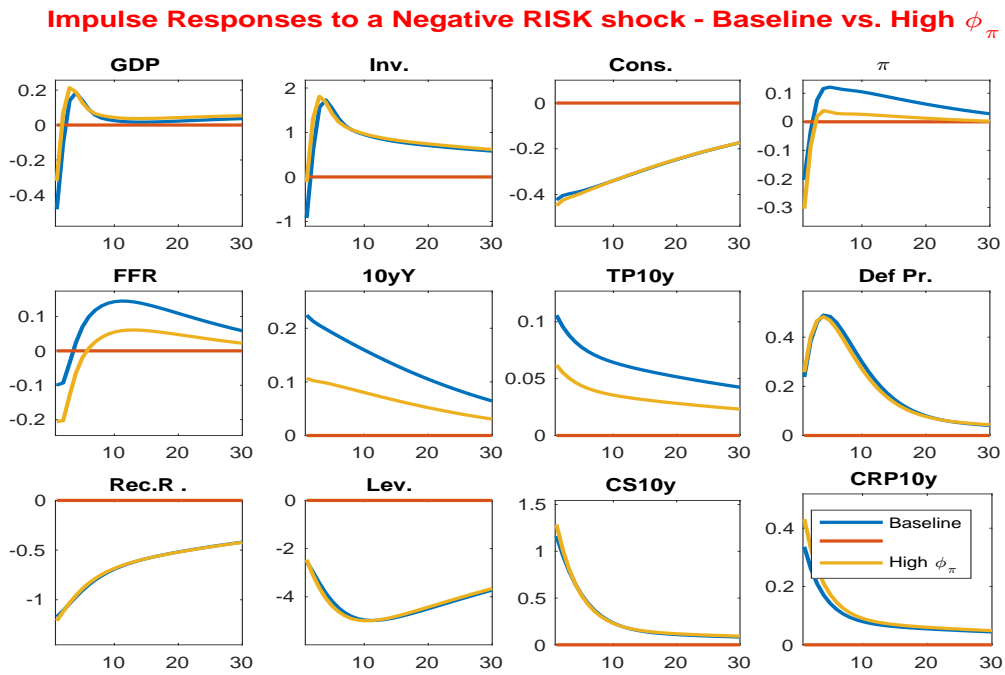 Impulse Responses to a Negative RISK shock - Baseline vs. High ϕπ
GDP
Inv.
Cons.
π
0.2
0
-0.2
-0.4
10 20 30
2
1
0
-1
10 20 30
0
-0.2
-0.4
10 20 30
0.1
0
-0.1
-0.2
-0.3
10 20 30
FFR
10yY
TP10y
Def Pr.
0.1
0
-0.1
-0.2
10 20 30
0.2
0.1
0
10 20 30
0.1
0.05
0
10 20 30
0.4
0.2
0
10 20 30
Rec.R .
Lev.
CS10y
CRP10y
0
-0.5
-1
10 20 30
0
-2
-4
10 20 30
1.5
1
0.5
0
10 20 30
0.4
0.2
0
10 20 30
Baseline
High ϕπ